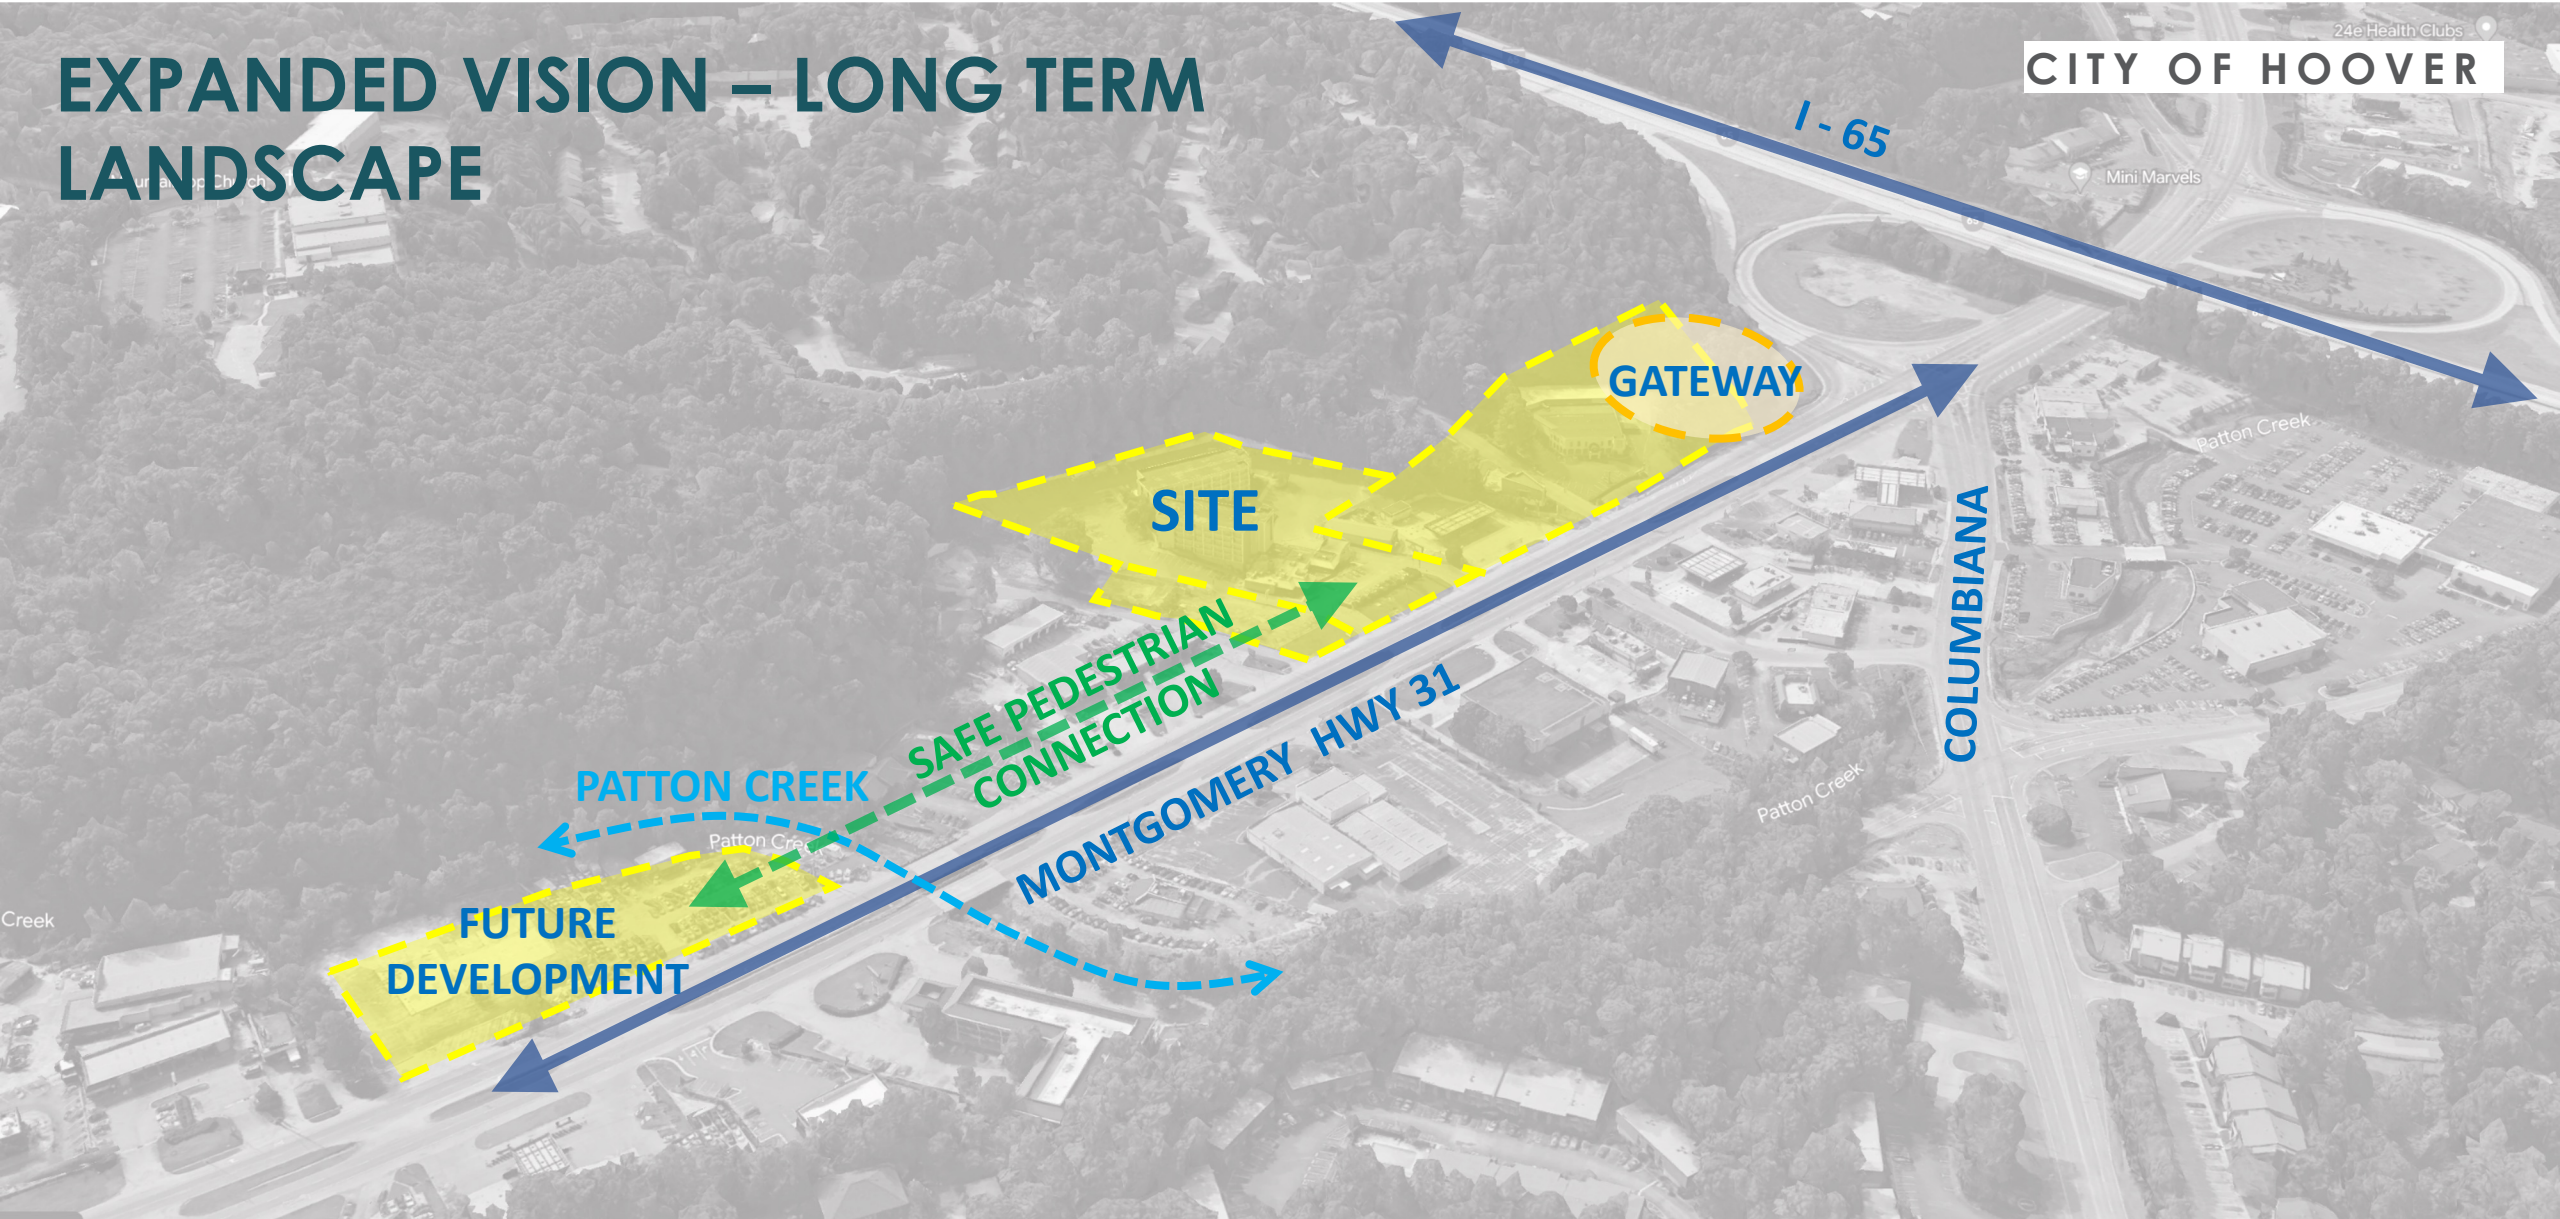 EXPANDED VISION – LONG TERM
LANDSCAPE
24e Health Clubs
CITY OF HOOVER
I - 65
Mini Marvels
GATEWAY
Patton Creek
SITE
COLUMBIANA
SAFE PEDESTRIAN
CONNECTION
MONTGOMERY HWY 31
PATTON CREEK
Patton Creek
Patton Creek
Creek
FUTURE
DEVELOPMENT